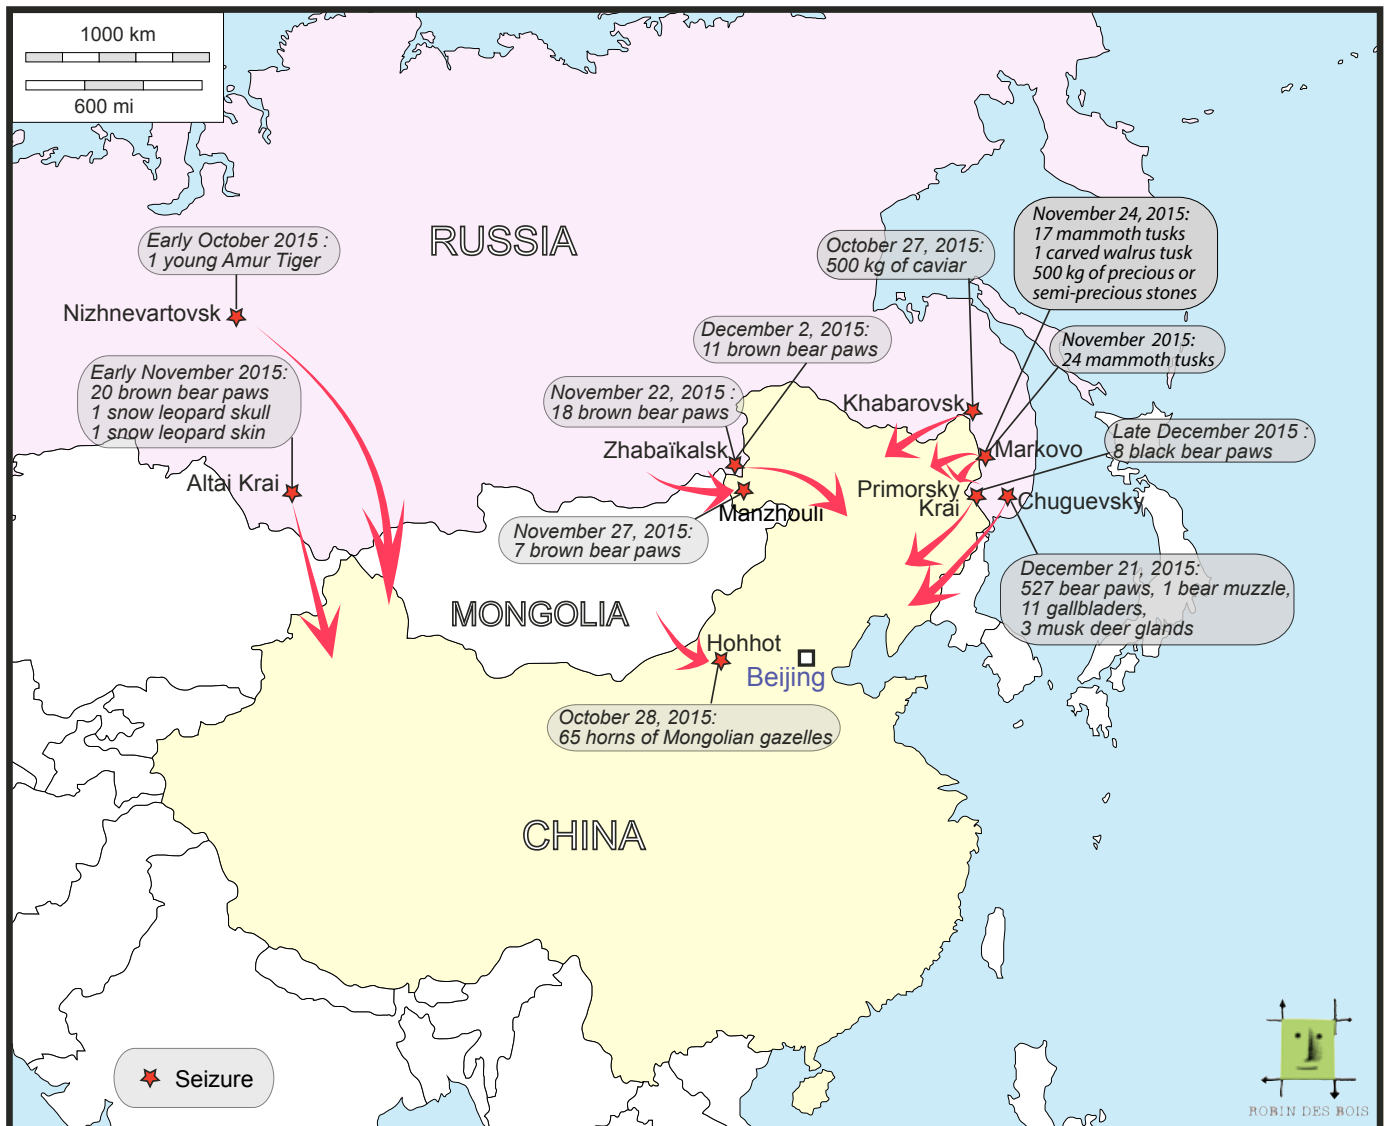 1000 km
600 mi
RUSSIA
Early October 2015 :
1 young Amur Tiger
Nizhnevartovsk
Early November 2015:
20 brown bear paws
1 snow leopard skull
1 snow leopard skin
Altai Krai
October 27, 2015:
500 kg of caviar
November 24, 2015:
17 mammoth tusks
1 carved walrus tusk
500 kg of precious or
semi-precious stones
November 2015:
24 mammoth tusks
December 2, 2015:
11 brown bear paws
November 22, 2015 :
18 brown bear paws
Khabarovsk
Zhabaïkalsk
Markovo
Late December 2015 :
8 black bear paws
Primorsky
Krai
Chuguevsky
Manzhouli
November 27, 2015:
7 brown bear paws
December 21, 2015:
527 bear paws, 1 bear muzzle,
11 gallbladers,
3 musk deer glands
MONGOLIA
Hohhot
Beijing
October 28, 2015:
65 horns of Mongolian gazelles
CHINA
Seizure
ROBIN DES BOIS